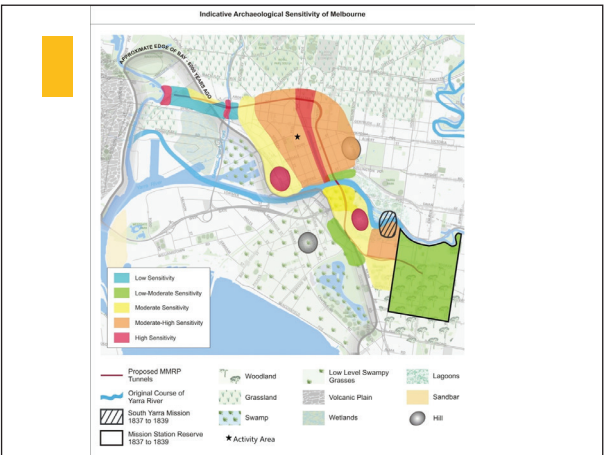 Indicative Archaeological Sensitivity of Melbourne
APPROXIMATE EDGE OF BAY - 6000 YEARS AGO
Low Sensitivity
Low-Moderate Sensitivity
Moderate Sensitivity
Moderate-High Sensitivity
High Sensitivity
Proposed MMRP
Tunnels
Original Course of
Yarra River
South Yarra Mission
1837 to 1839
Mission Station Reserve
1837 to 1839
Woodland
Grassland
Swamp
Activity Area
Low Level Swampy
Grasses
Volcanic Plain
Wetlands
Lagoons
Sandbar
Hill